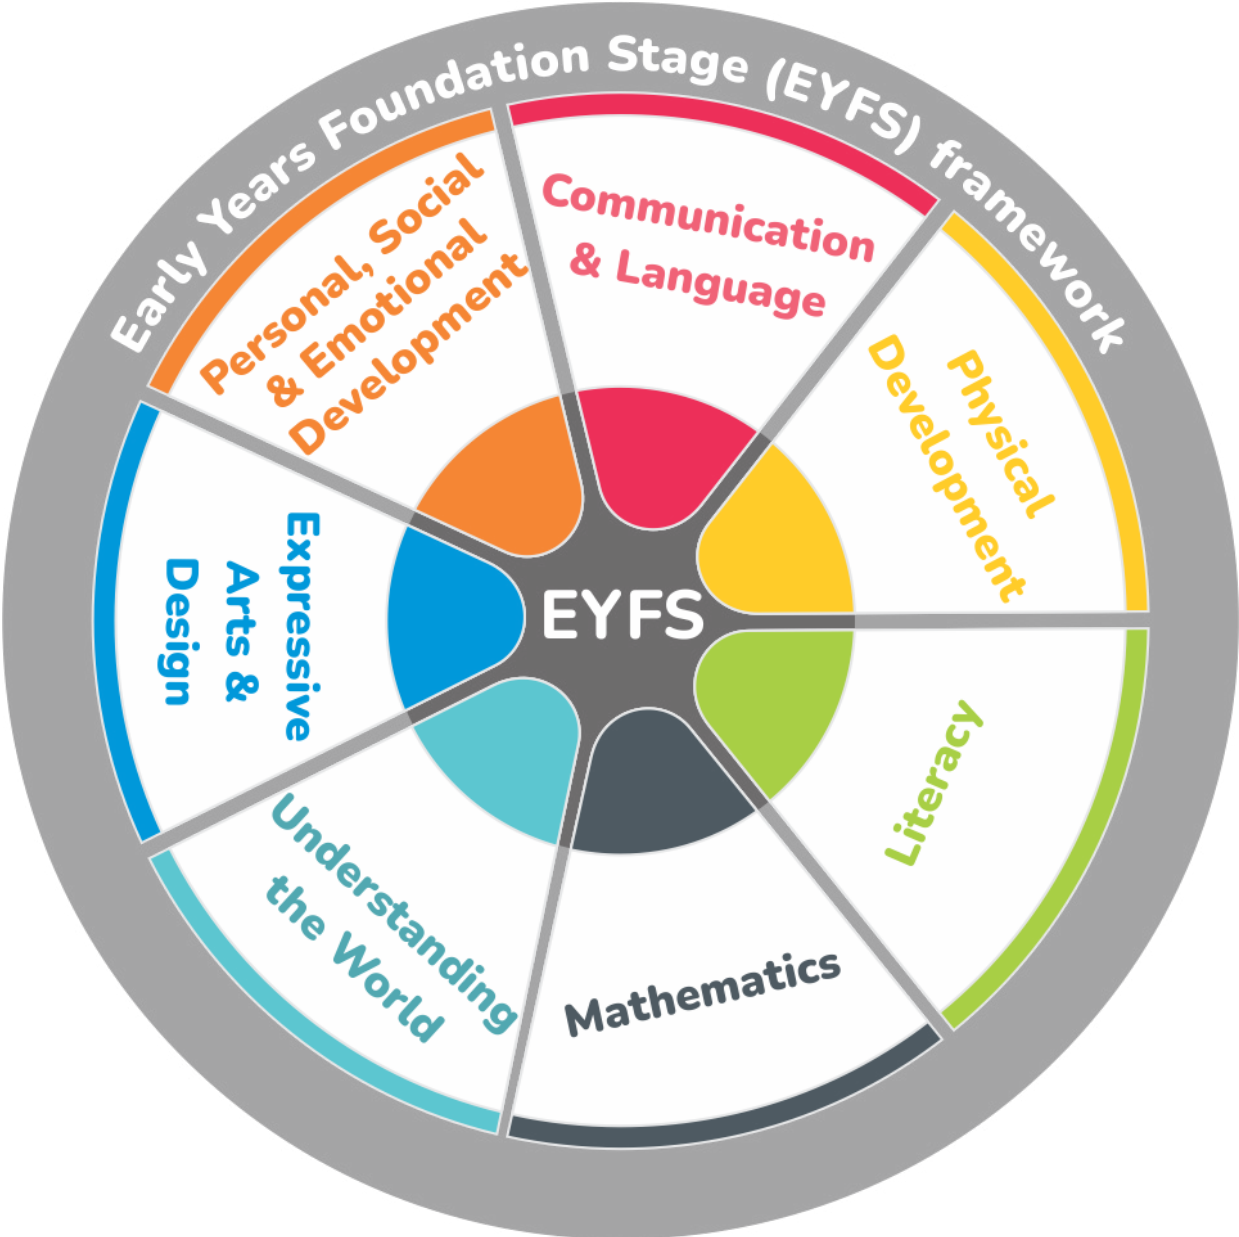 Early Years Foundation Stage (EYFS) framework
Communication
& Language
Physical
Development
Literacy
Mathematics
Understanding
the World
Expressive
Arts &
Design
Personal, Social
& Emotional
Development
EYFS